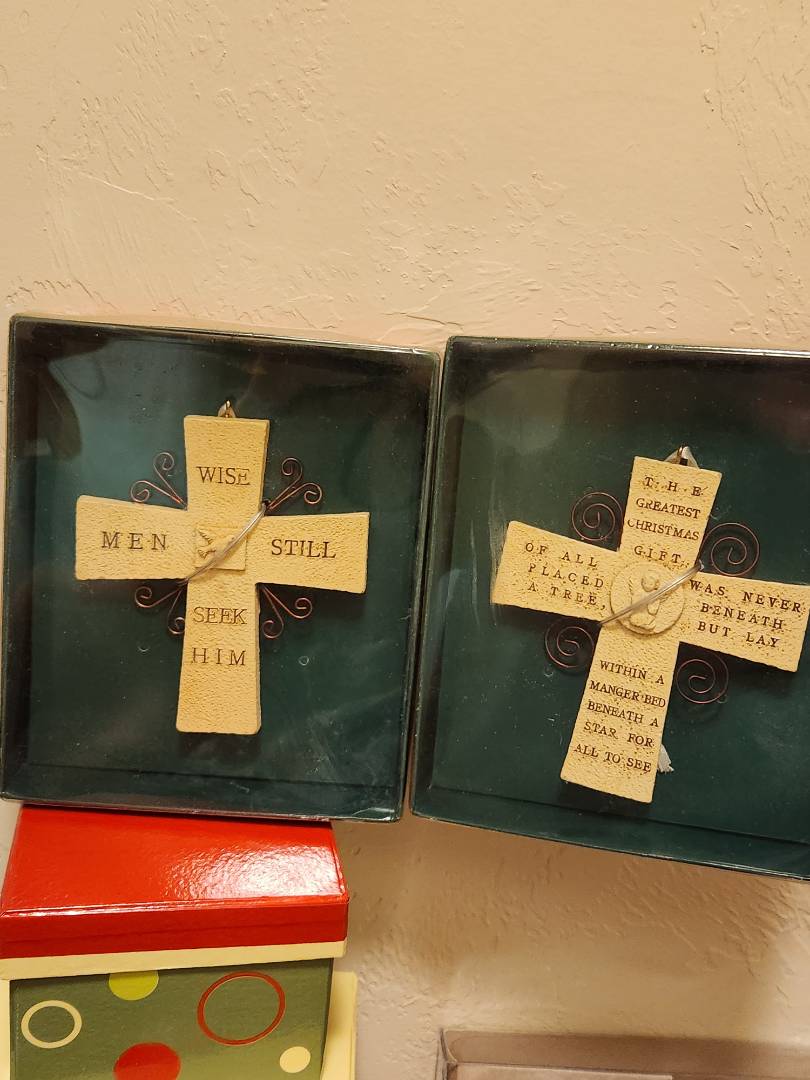 WISE
MEN STILL
SEEK
HIM
THE
GREATEST
CHRISTMAS
GIFT
OF ALL
PLACED
A TREE,
WAS NEVER
BENEATH
BUT LAY
WITHIN A
MANGER BED
BENEATH A
STAR FOR
ALL TO SEE